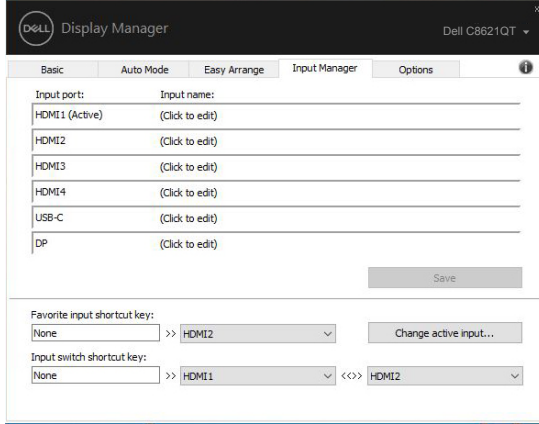 DELL Display Manager Dell C8621QT
Basic Auto Mode Easy Arrange Input Manager Options
Input port: Input name:
HDMI1 (Active) (Click to edit)
HDMI2 (Click to edit)
HDMI3 (Click to edit)
HDMI4 (Click to edit)
USB-C (Click to edit)
DP (Click to edit)
Save
Favorite input shortcut key:
None >> HDMI2 Change active input...
Input switch shortcut key:
None >> HDMI1 <<>> HDMI2